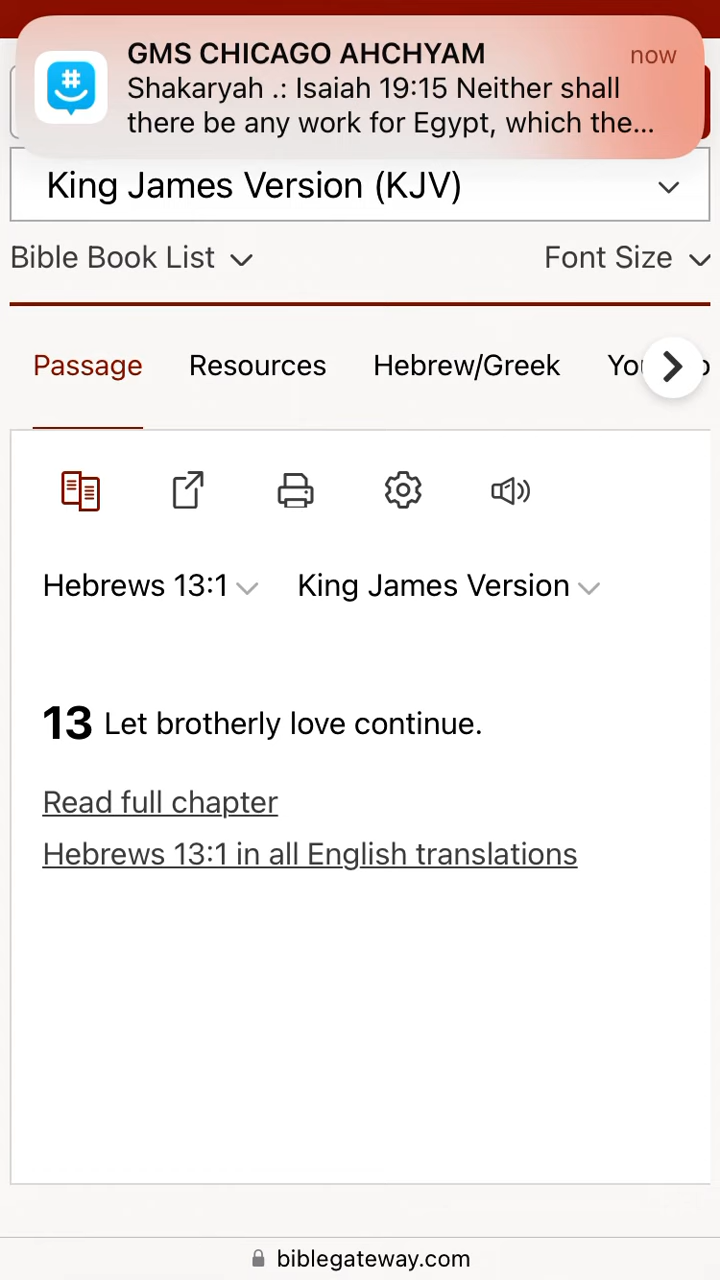 GMS CHICAGO AHCHYAM now
Shakaryah .: Isaiah 19:15 Neither shall
there be any work for Egypt, which the...
King James Version (KJV)
Bible Book List Font Size
Passage Resources Hebrew/Greek
Hebrews 13:1 King James Version
13 Let brotherly love continue.
Read full chapter
Hebrews 13:1 in all English translations
biblegateway.com